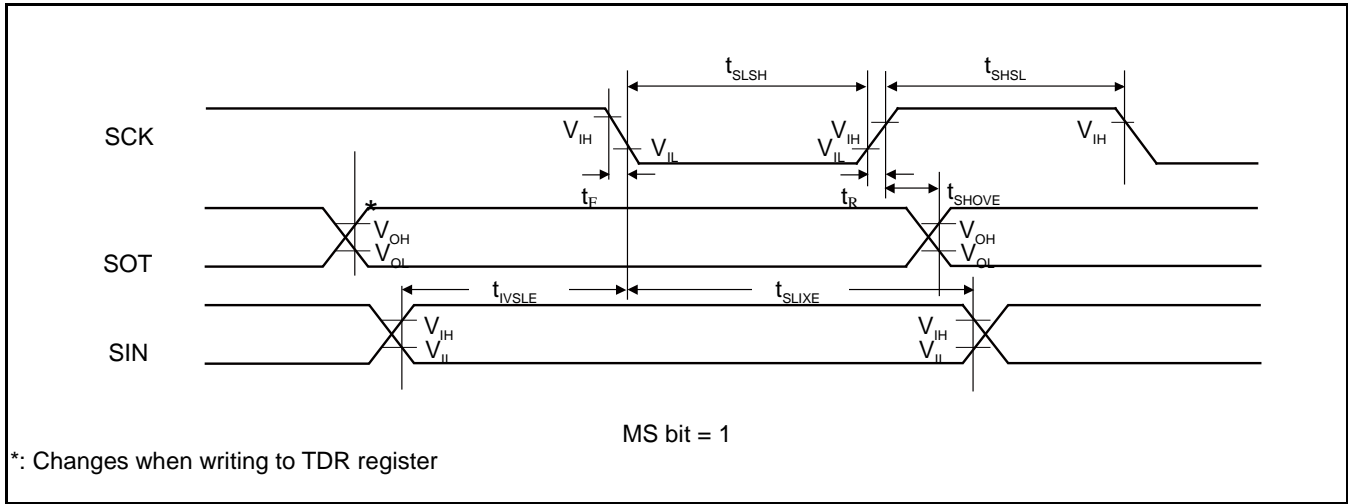 tSLSH tSHSL
SCK VIH VIL VIL VIH VIH
tF tR tSHOVE
*
SOT VOH VOH
VOL VOL
tIVSLE tSLIXE
SIN VIH VIH
VIL VIL
MS bit = 1
*: Changes when writing to TDR register